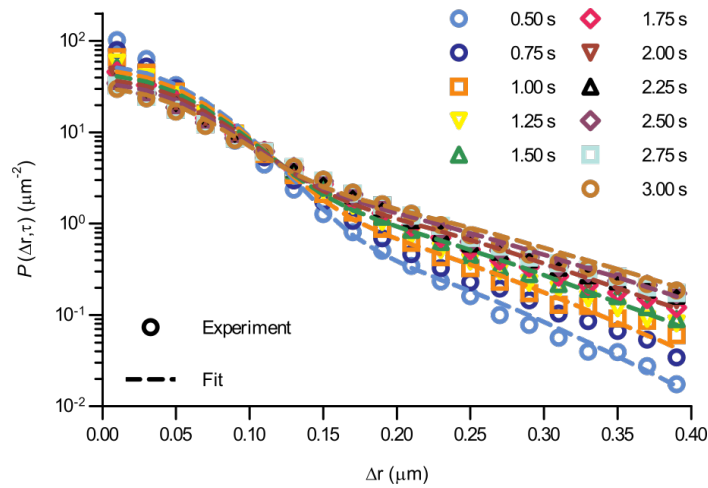 0.50 s
1.75 s
0.75 s
2.00 s
1.00 s
2.25 s
1.25 s
2.50 s
1.50 s
2.75 s
3.00 s
10²
10¹
10⁰
10⁻¹
10⁻²
P(Δr,τ) (μm⁻²)
Experiment
Fit
0.00 0.05 0.10 0.15 0.20 0.25 0.30 0.35 0.40
Δr (μm)